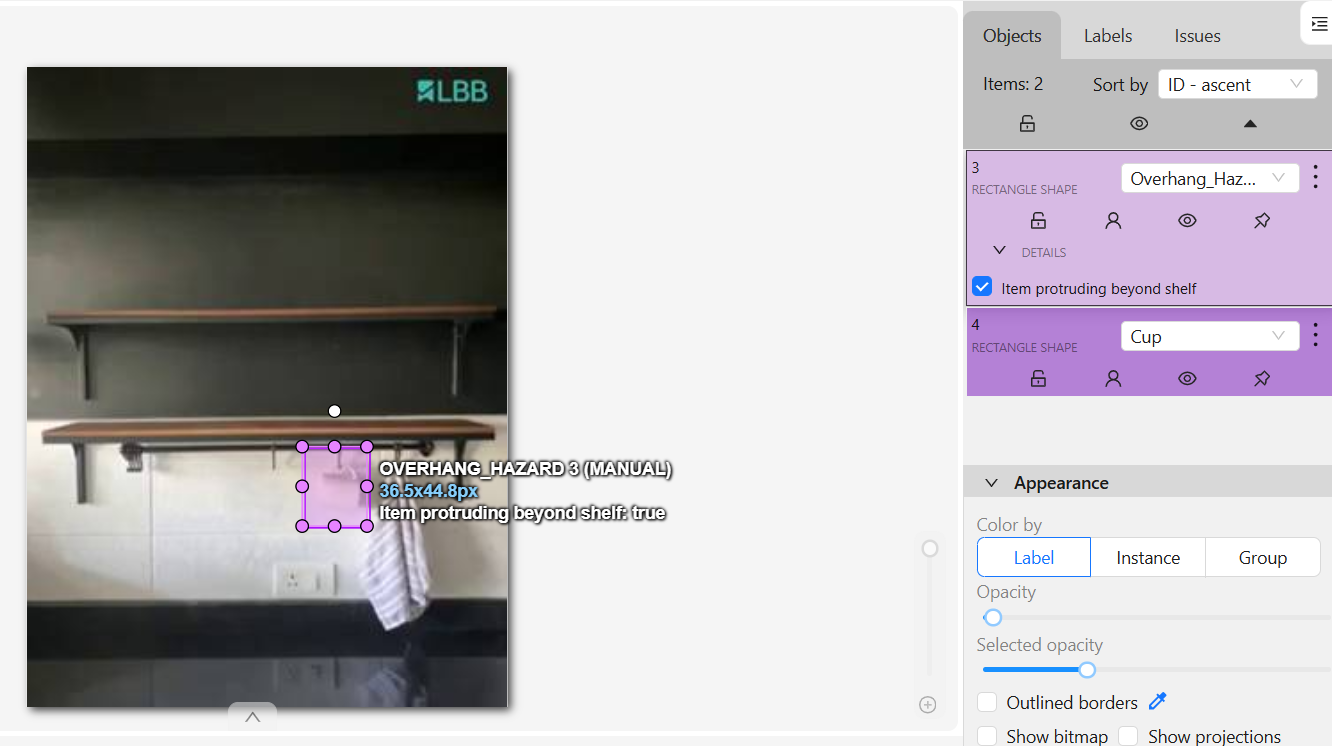 LBB
OVERHANG_HAZARD 3 (MANUAL)
36.5x44.8px
Item protruding beyond shelf: true
Objects
Labels
Issues
Items: 2
Sort by
ID - ascent
3
RECTANGLE SHAPE
Overhang_Haz...
DETAILS
Item protruding beyond shelf
4
RECTANGLE SHAPE
Cup
Appearance
Color by
Label
Instance
Group
Opacity
Selected opacity
Outlined borders
Show bitmap
Show projections